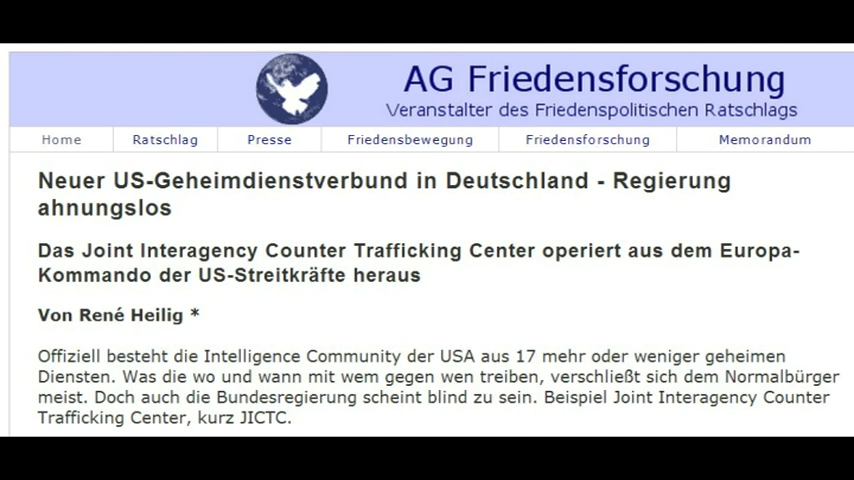 AG Friedensforschung
Veranstalter des Friedenspolitischen Ratschlags
Home Ratschlag Presse Friedensbewegung Friedensforschung Memorandum
Neuer US-Geheimdienstverbund in Deutschland - Regierung
ahnungslos
Das Joint Interagency Counter Trafficking Center operiert aus dem Europa-
Kommando der US-Streitkräfte heraus
Von René Heilig *
Offiziell besteht die Intelligence Community der USA aus 17 mehr oder weniger geheimen
Diensten. Was die wo und wann mit wem gegen wen treiben, verschließt sich dem Normalbürger
meist. Doch auch die Bundesregierung scheint blind zu sein. Beispiel Joint Interagency Counter
Trafficking Center, kurz JICTC.